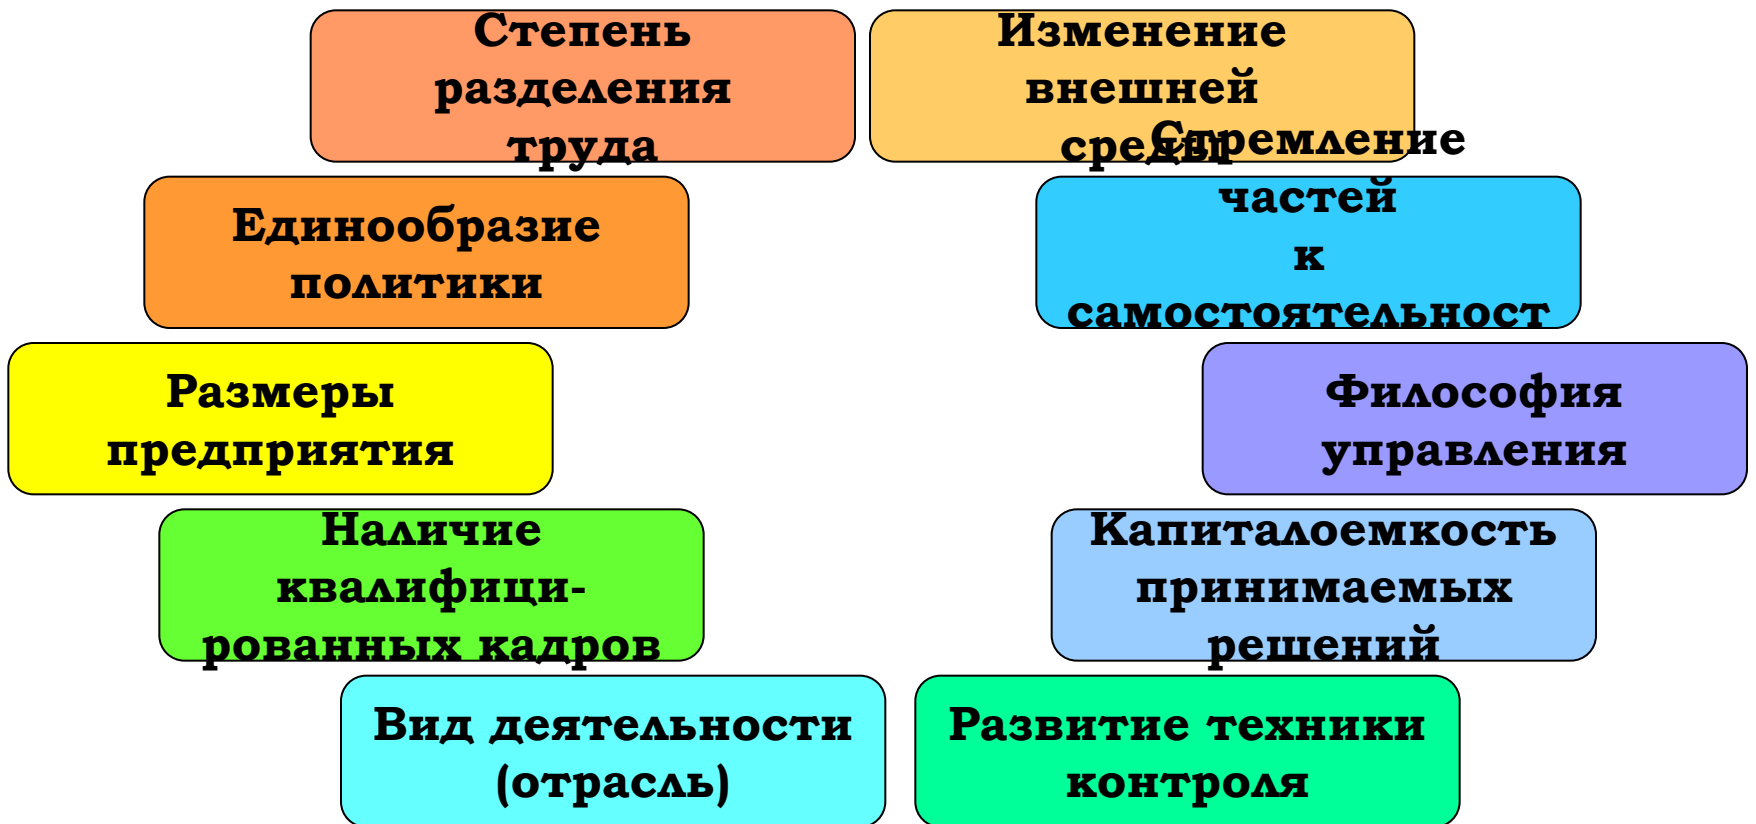 Степень
разделения
труда
Изменение
внешней
среды
Единообразие
политики
Стремление
частей
к
самостоятельност
Размеры
предприятия
Философия
управления
Наличие
квалифици-
рованных кадров
Капиталоемкость
принимаемых
решений
Вид деятельности
(отрасль)
Развитие техники
контроля